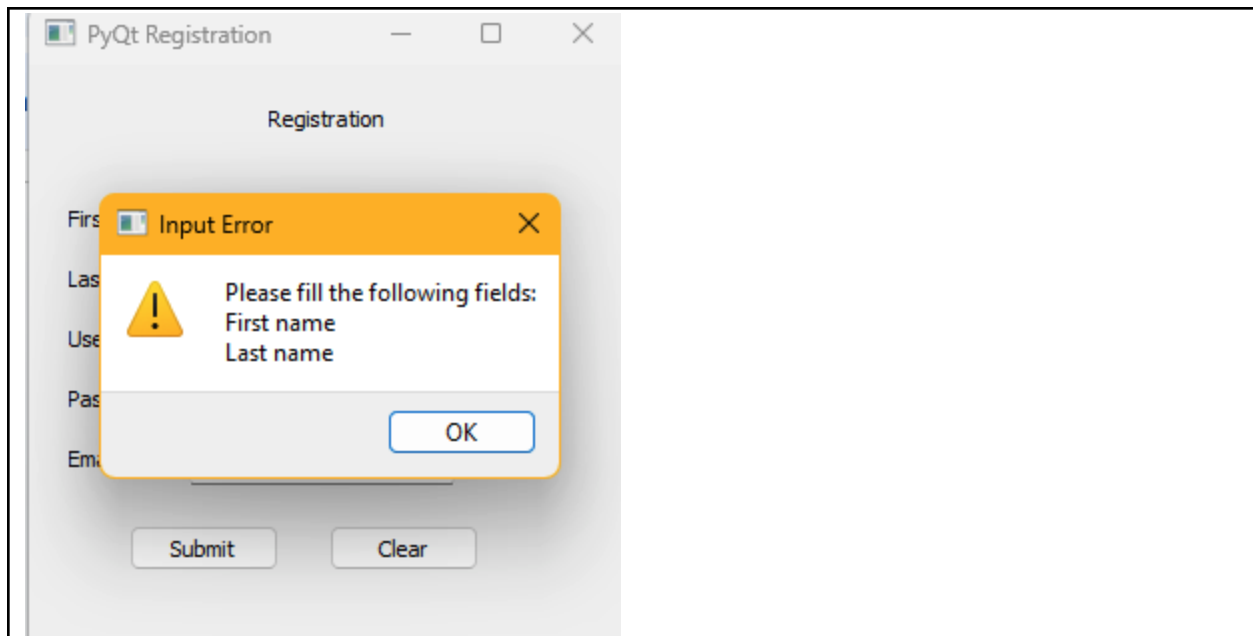 PyQt Registration
Registration
Input Error
Please fill the following fields:
First name
Last name
OK
Submit
Clear